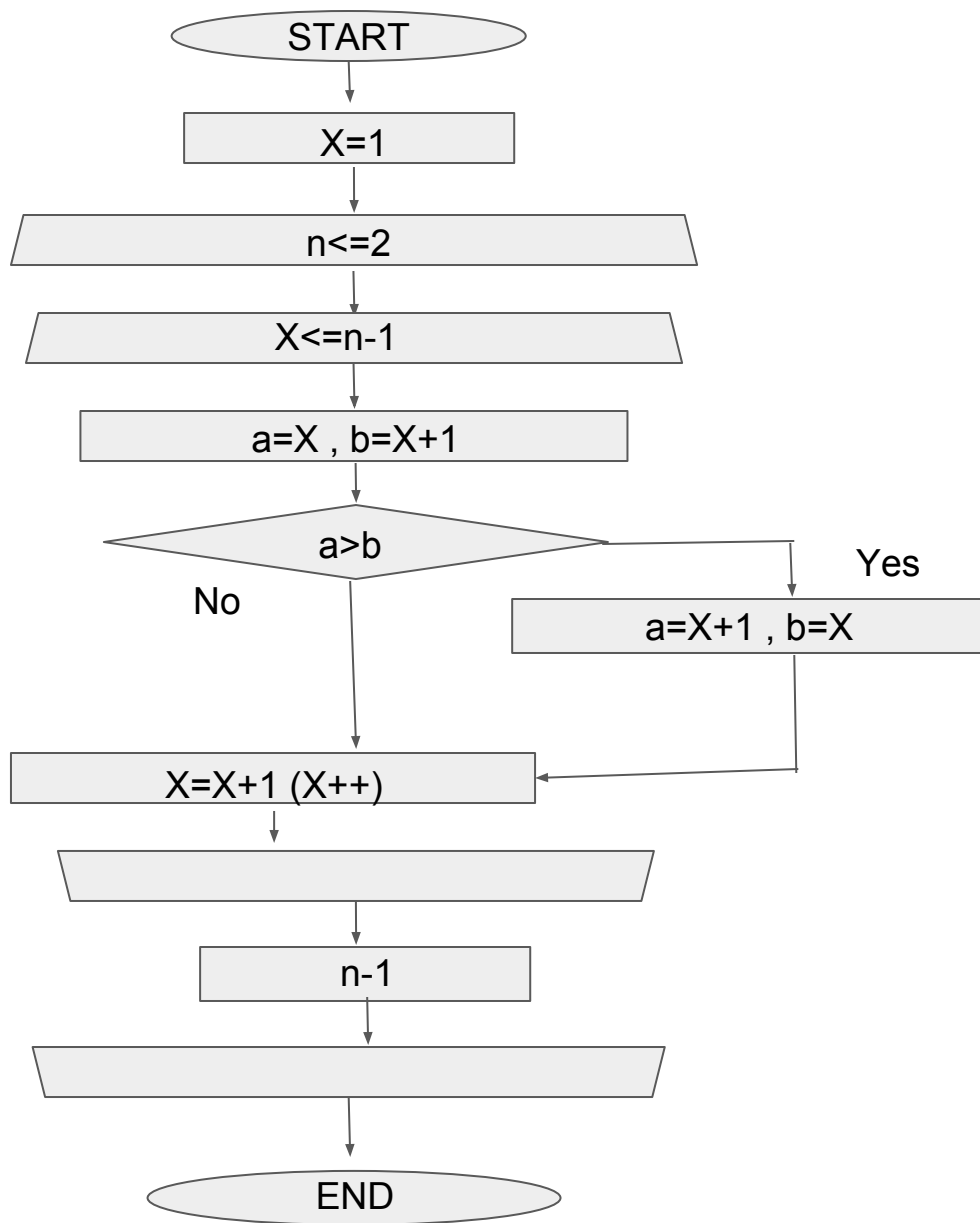 START
X=1
n<=2
X<=n-1
a=X , b=X+1
a>b
Yes
No
a=X+1 , b=X
X=X+1 (X++)
n-1
END